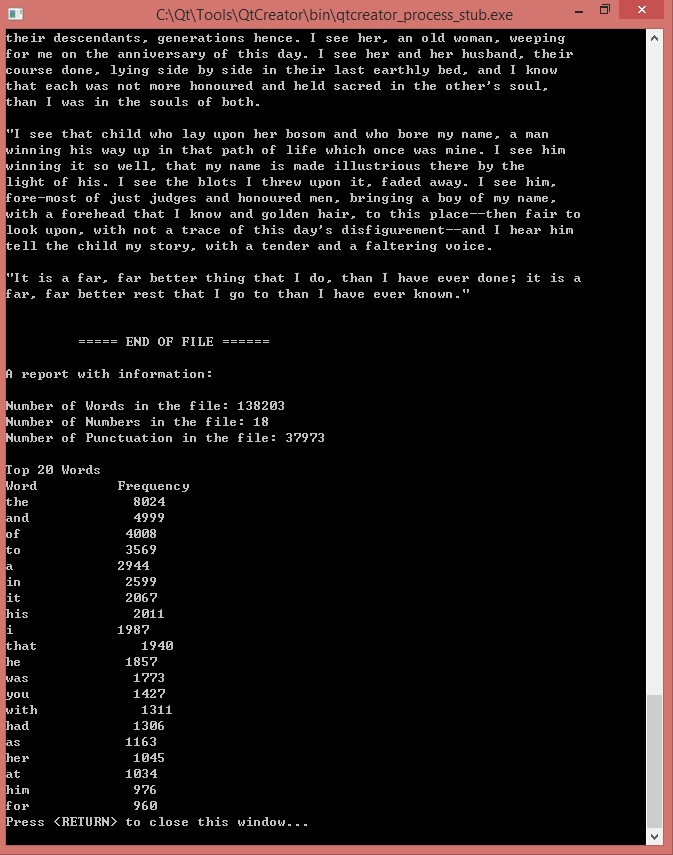 C:\Qt\Tools\QtCreator\bin\qtcreator_process_stub.exe
their descendants, generations hence. I see her, an old woman, weeping
for me on the anniversary of this day. I see her and her husband, their
course done, lying side by side in their last earthly bed, and I know
that each was not more honoured and held sacred in the other's soul,
than I was in the souls of both.
"I see that child who lay upon her bosom and who bore my name, a man
winning his way up in that path of life which once was mine. I see him
winning it so well, that my name is made illustrious there by the
light of his. I see the blots I threw upon it, faded away. I see him,
fore-most of just judges and honoured men, bringing a boy of my name,
with a forehead that I know and golden hair, to this place--then fair to
look upon, with not a trace of this day's disfigurement--and I hear him
tell the child my story, with a tender and a faltering voice.
"It is a far, far better thing that I do, than I have ever done; it is a
far, far better rest that I go to than I have ever known."
===== END OF FILE ======
A report with information:
Number of Words in the file: 138203
Number of Numbers in the file: 18
Number of Punctuation in the file: 37973
Top 20 Words
Word Frequency
the 8024
and 4999
of 4008
to 3569
a 2944
in 2599
it 2067
his 2011
i 1987
that 1940
he 1857
was 1773
you 1427
with 1311
had 1306
as 1163
her 1045
at 1034
him 976
for 960
Press <RETURN> to close this window...